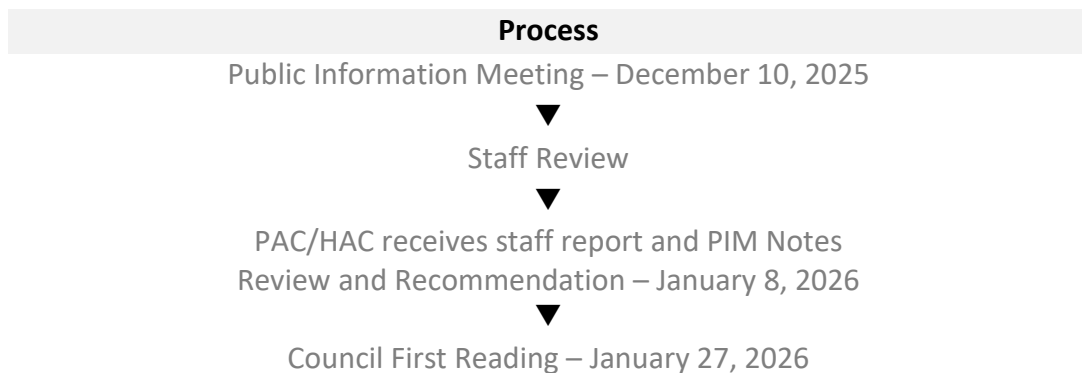 Process
Public Information Meeting – December 10, 2025
Staff Review
PAC/HAC receives staff report and PIM Notes
Review and Recommendation – January 8, 2026
Council First Reading – January 27, 2026